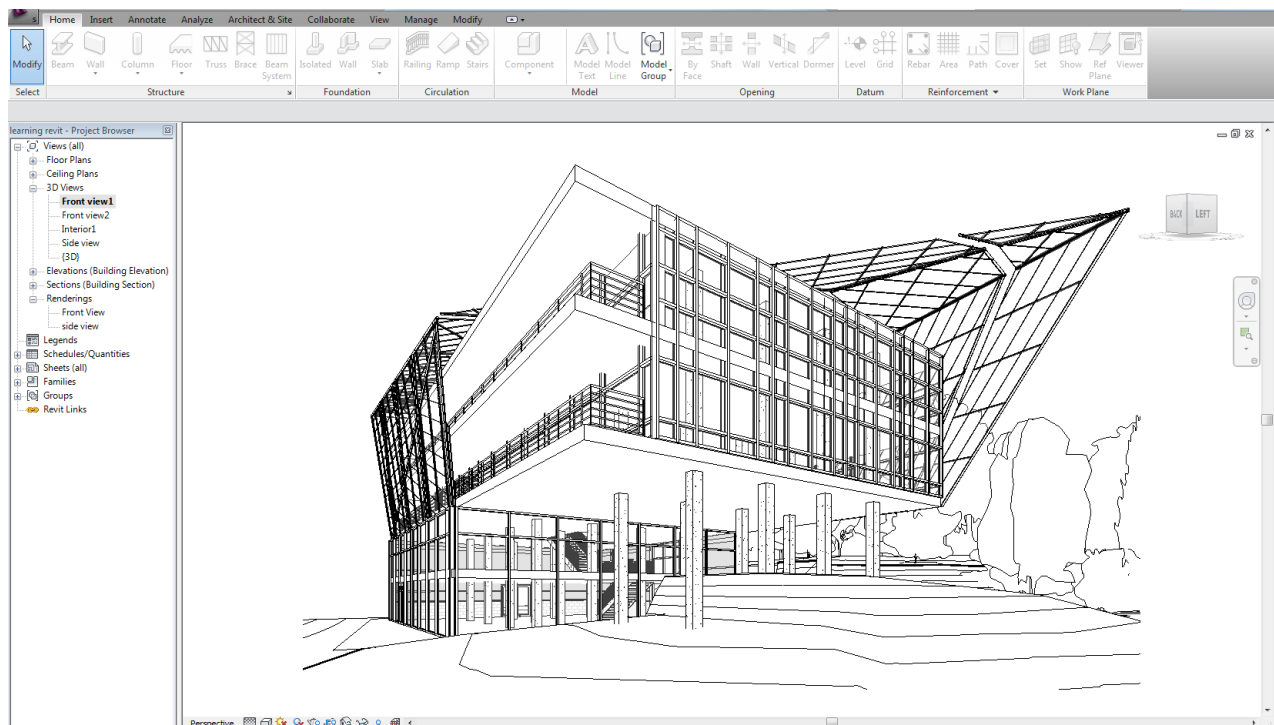 Home Insert Annotate Analyze Architect & Site Collaborate View Manage Modify
Modify Beam Wall Column Floor Truss Brace Beam System Isolated Wall Slab Railing Ramp Stairs Component Model Text Model Line Model Group By Face Shaft Wall Vertical Dormer Level Grid Rebar Area Path Cover Set Show Ref Plane Viewer
Select Structure Foundation Circulation Model Opening Datum Reinforcement Work Plane
learning revit - Project Browser
Views (all)
Floor Plans
Ceiling Plans
3D Views
Front view1
Front view2
Interior1
Side view
{3D}
Elevations (Building Elevation)
Sections (Building Section)
Renderings
Front View
side view
Legends
Schedules/Quantities
Sheets (all)
Families
Groups
Revit Links
BACK LEFT
Perspective